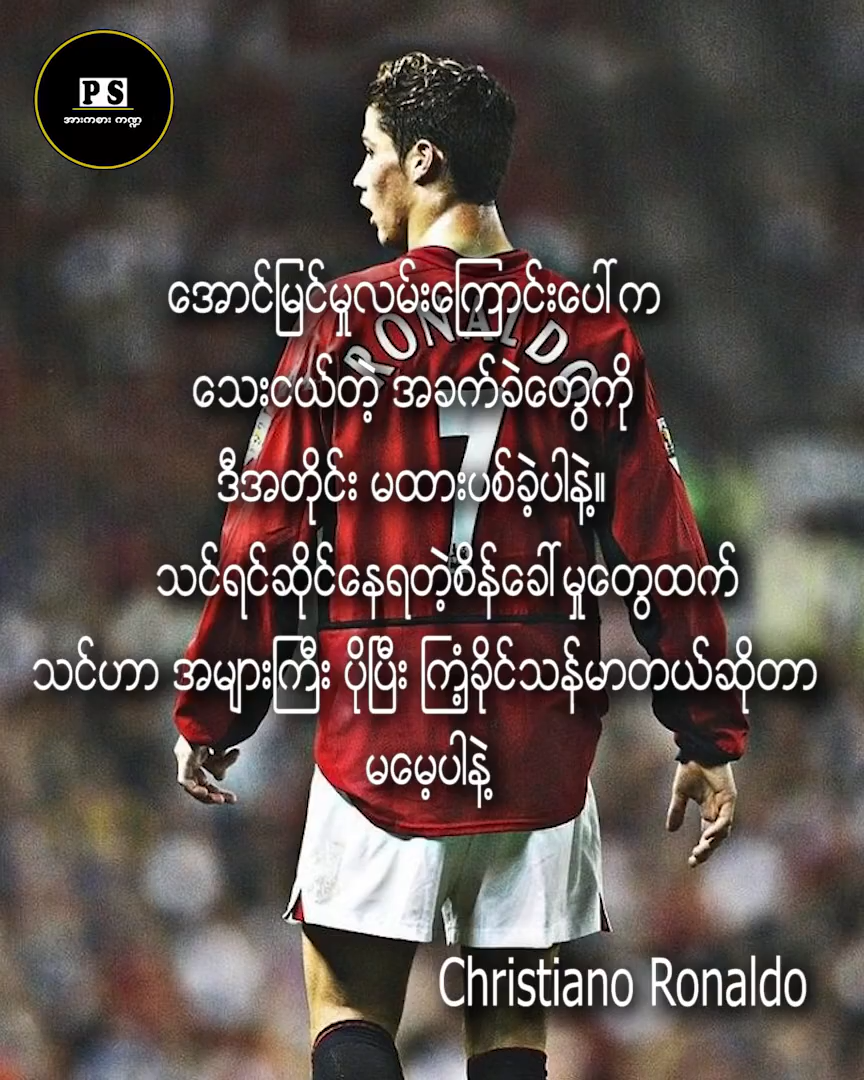 PS
အားကစား ကဏ္ဍ
အောင်မြင်မှုလမ်းကြောင်းပေါ်က
RONALDO
သေးငယ်တဲ့ အခက်ခဲတွေကို
7
ဒီအတိုင်း မထားပစ်ခဲ့ပါနဲ့။
သင်ရင်ဆိုင်နေရတဲ့စိန်ခေါ်မှုတွေထက်
သင်ဟာ အများကြီး ပိုပြီး ကြံ့ခိုင်သန်မာတယ်ဆိုတာ
မမေ့ပါနဲ့
Christiano Ronaldo